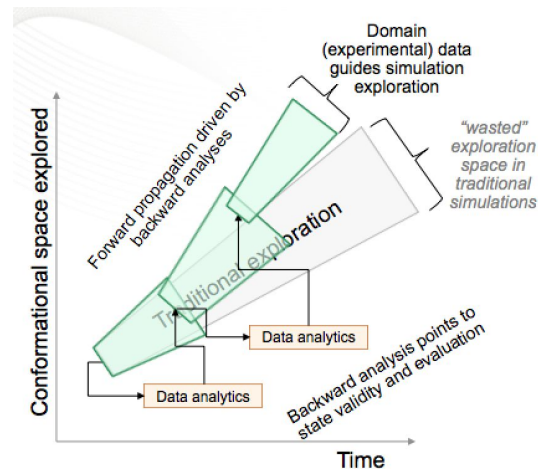 Domain
(experimental) data
guides simulation
exploration
"wasted"
exploration
space in
traditional
simulations
Forward propagation driven by
backward analyses
Conformational space explored
Traditional exploration
Data analytics
Data analytics
Backward analysis points to
state validity and evaluation
Time